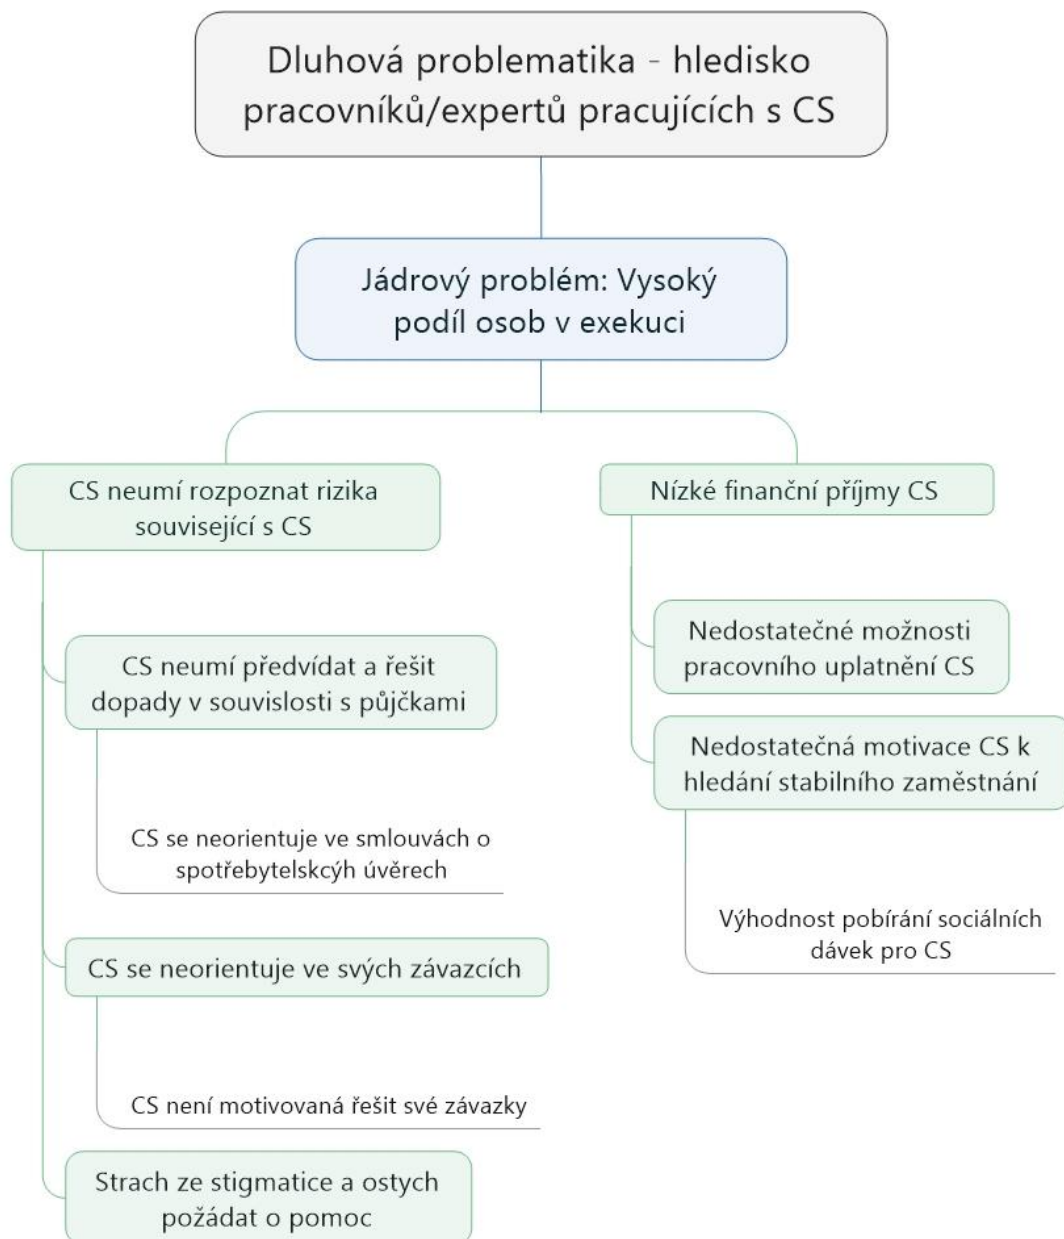 Dluhová problematika - hledisko
pracovníků/expertů pracujících s CS
Jádrový problém: Vysoký
podíl osob v exekuci
CS neumí rozpoznat rizika
související s CS
CS neumí předvídat a řešit
dopady v souvislosti s půjčkami
CS se neorientuje ve smlouvách o
spotřebytelskcýh úvěrech
CS se neorientuje ve svých závazcích
CS není motivovaná řešit své závazky
Strach ze stigmatice a ostych
požádat o pomoc
Nízké finanční příjmy CS
Nedostatečné možnosti
pracovního uplatnění CS
Nedostatečná motivace CS k
hledání stabilního zaměstnání
Výhodnost pobírání sociálních
dávek pro CS